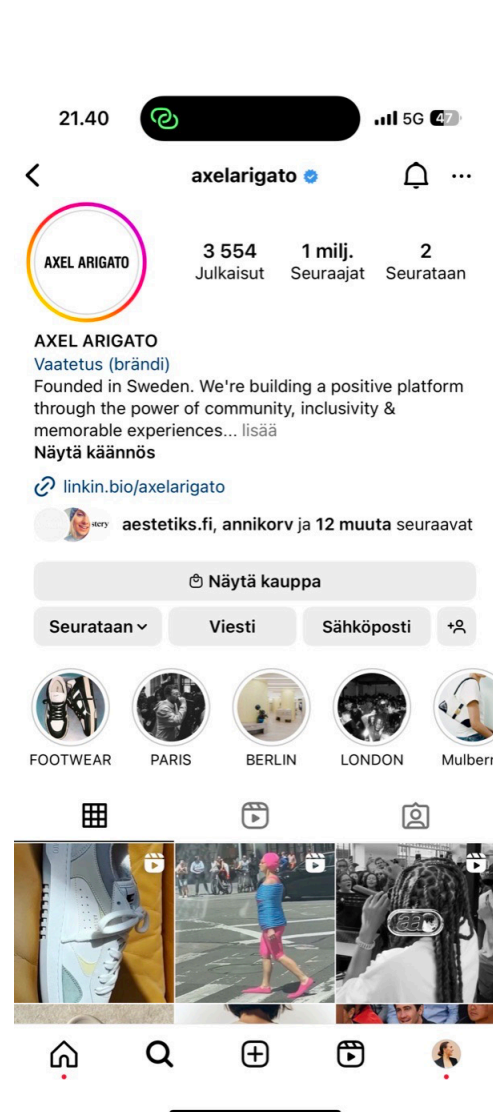 21.40
5G 47
axelarigato
AXEL ARIGATO
3 554
Julkaisut
1 milj.
Seuraajat
2
Seurataan
AXEL ARIGATO
Vaatetus (brändi)
Founded in Sweden. We're building a positive platform
through the power of community, inclusivity &
memorable experiences... lisää
Näytä käännös
linkin.bio/axelarigato
aestetiks.fi, annikorv ja 12 muuta seuraavat
Näytä kauppa
Seurataan
Viesti
Sähköposti
FOOTWEAR
PARIS
BERLIN
LONDON
Mulberr